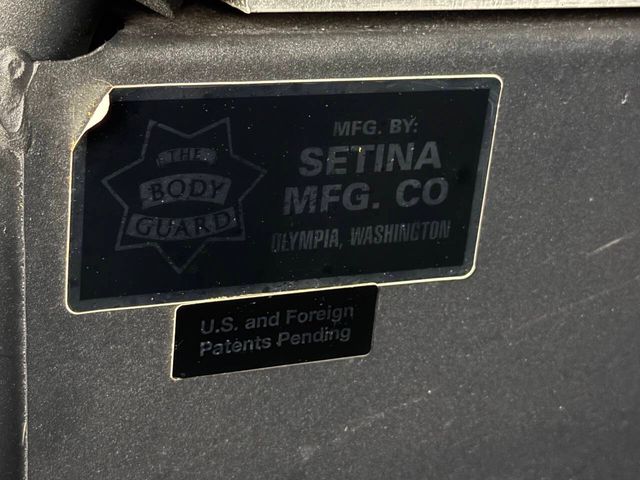 THE
BODY
GUARD
MFG. BY:
SETINA
MFG. CO
OLYMPIA, WASHINGTON
U.S. and Foreign
Patents Pending